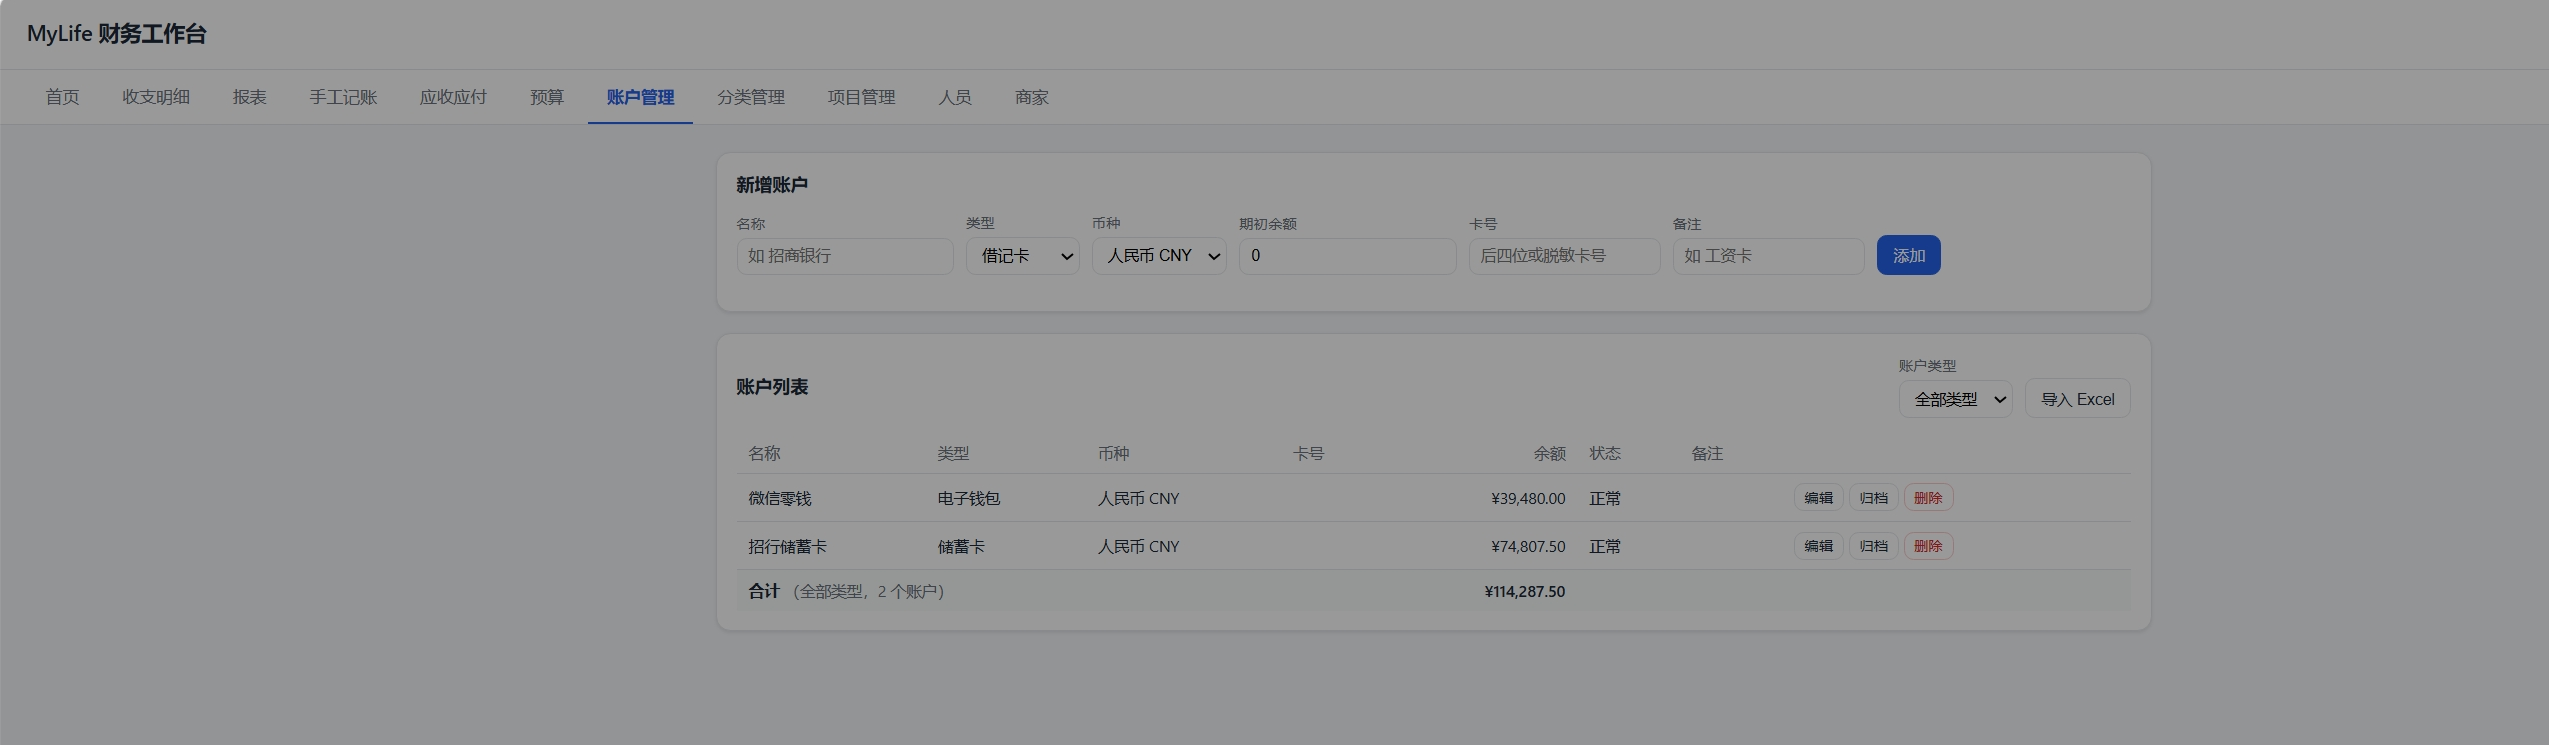 MyLife 财务工作台
首页 收支明细 报表 手工记账 应收应付 预算 账户管理 分类管理 项目管理 人员 商家
新增账户
名称 类型 币种 期初余额 卡号 备注
如 招商银行 借记卡 人民币 CNY 0 后四位或脱敏卡号 如 工资卡 添加
账户类型
账户列表 全部类型 导入 Excel
名称 类型 币种 卡号 余额 状态 备注
微信零钱 电子钱包 人民币 CNY ¥39,480.00 正常 编辑 归档 删除
招行储蓄卡 储蓄卡 人民币 CNY ¥74,807.50 正常 编辑 归档 删除
合计 （全部类型，2 个账户） ¥114,287.50